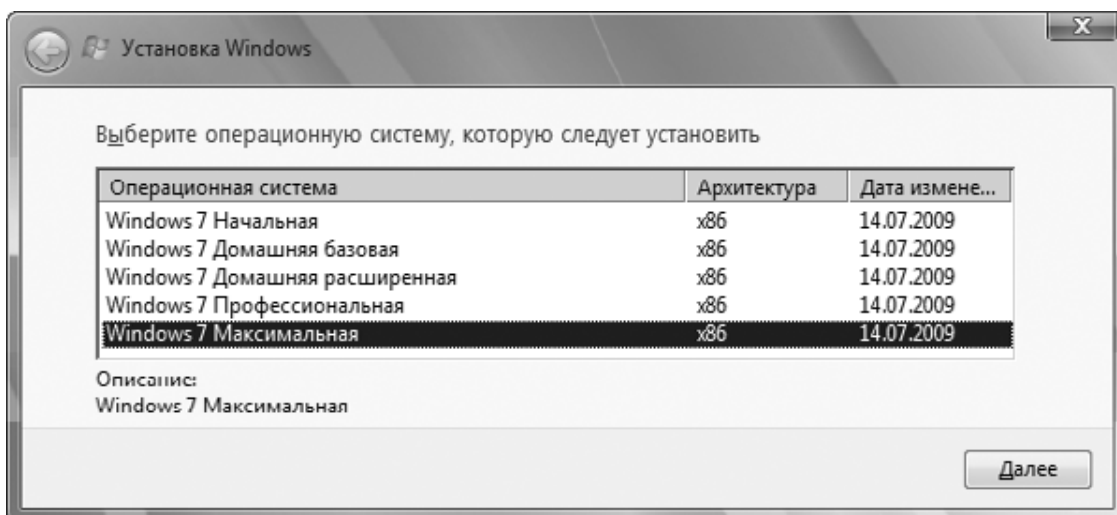 Установка Windows
X
Выберите операционную систему, которую следует установить
Операционная система Архитектура Дата измене...
Windows 7 Начальная x86 14.07.2009
Windows 7 Домашняя базовая x86 14.07.2009
Windows 7 Домашняя расширенная x86 14.07.2009
Windows 7 Профессиональная x86 14.07.2009
Windows 7 Максимальная x86 14.07.2009
Описание:
Windows 7 Максимальная
Далее